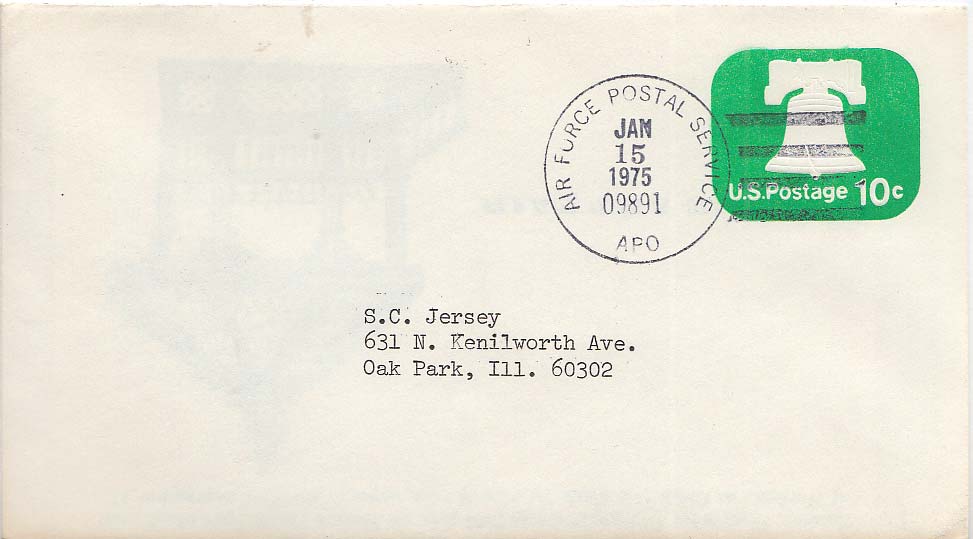 AIR FORCE POSTAL SERVICE
JAN
15
1975
09891
APO
U.S. Postage 10c
S.C. Jersey
631 N. Kenilworth Ave.
Oak Park, Ill. 60302